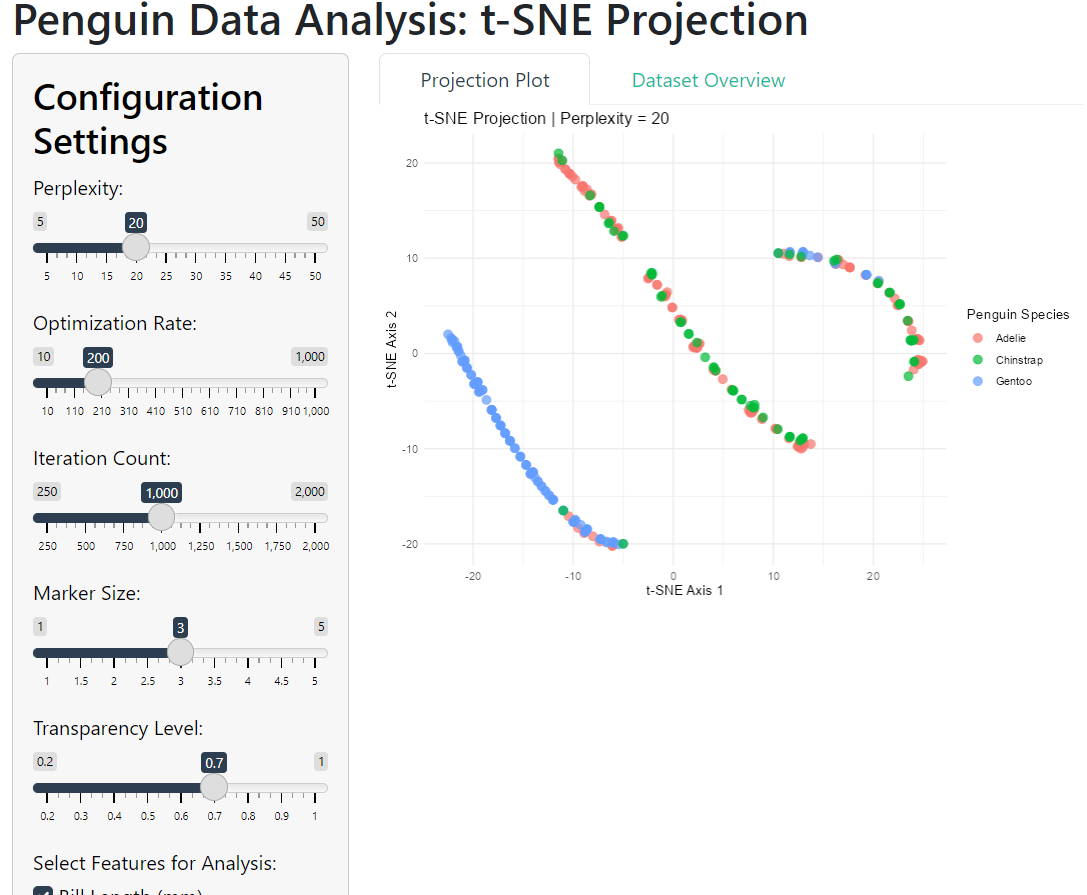 Penguin Data Analysis: t-SNE Projection
Configuration
Settings
Perplexity:
5 20 50
5 10 15 20 25 30 35 40 45 50
Optimization Rate:
10 200 1,000
10 110 210 310 410 510 610 710 810 910 1,000
Iteration Count:
250 1,000 2,000
250 500 750 1,000 1,250 1,500 1,750 2,000
Marker Size:
1 3 5
1 1.5 2 2.5 3 3.5 4 4.5 5
Transparency Level:
0.2 0.7 1
0.2 0.3 0.4 0.5 0.6 0.7 0.8 0.9 1
Select Features for Analysis:
Bill Length (mm)
Projection Plot Dataset Overview
t-SNE Projection | Perplexity = 20
t-SNE Axis 2
20
10
0
-10
-20
-20 -10 0 10 20
t-SNE Axis 1
Penguin Species
Adelie
Chinstrap
Gentoo